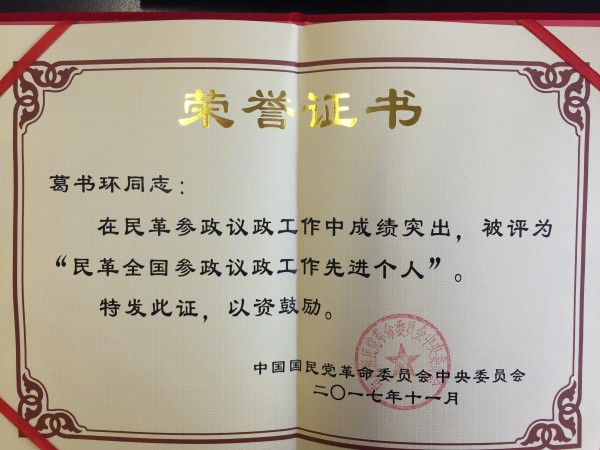 荣誉证书
葛书环同志：
在民革参政议政工作中成绩突出，被评为
“民革全国参政议政工作先进个人”。
特发此证，以资鼓励。
中国国民党革命委员会中央委员会
二〇一七年十一月